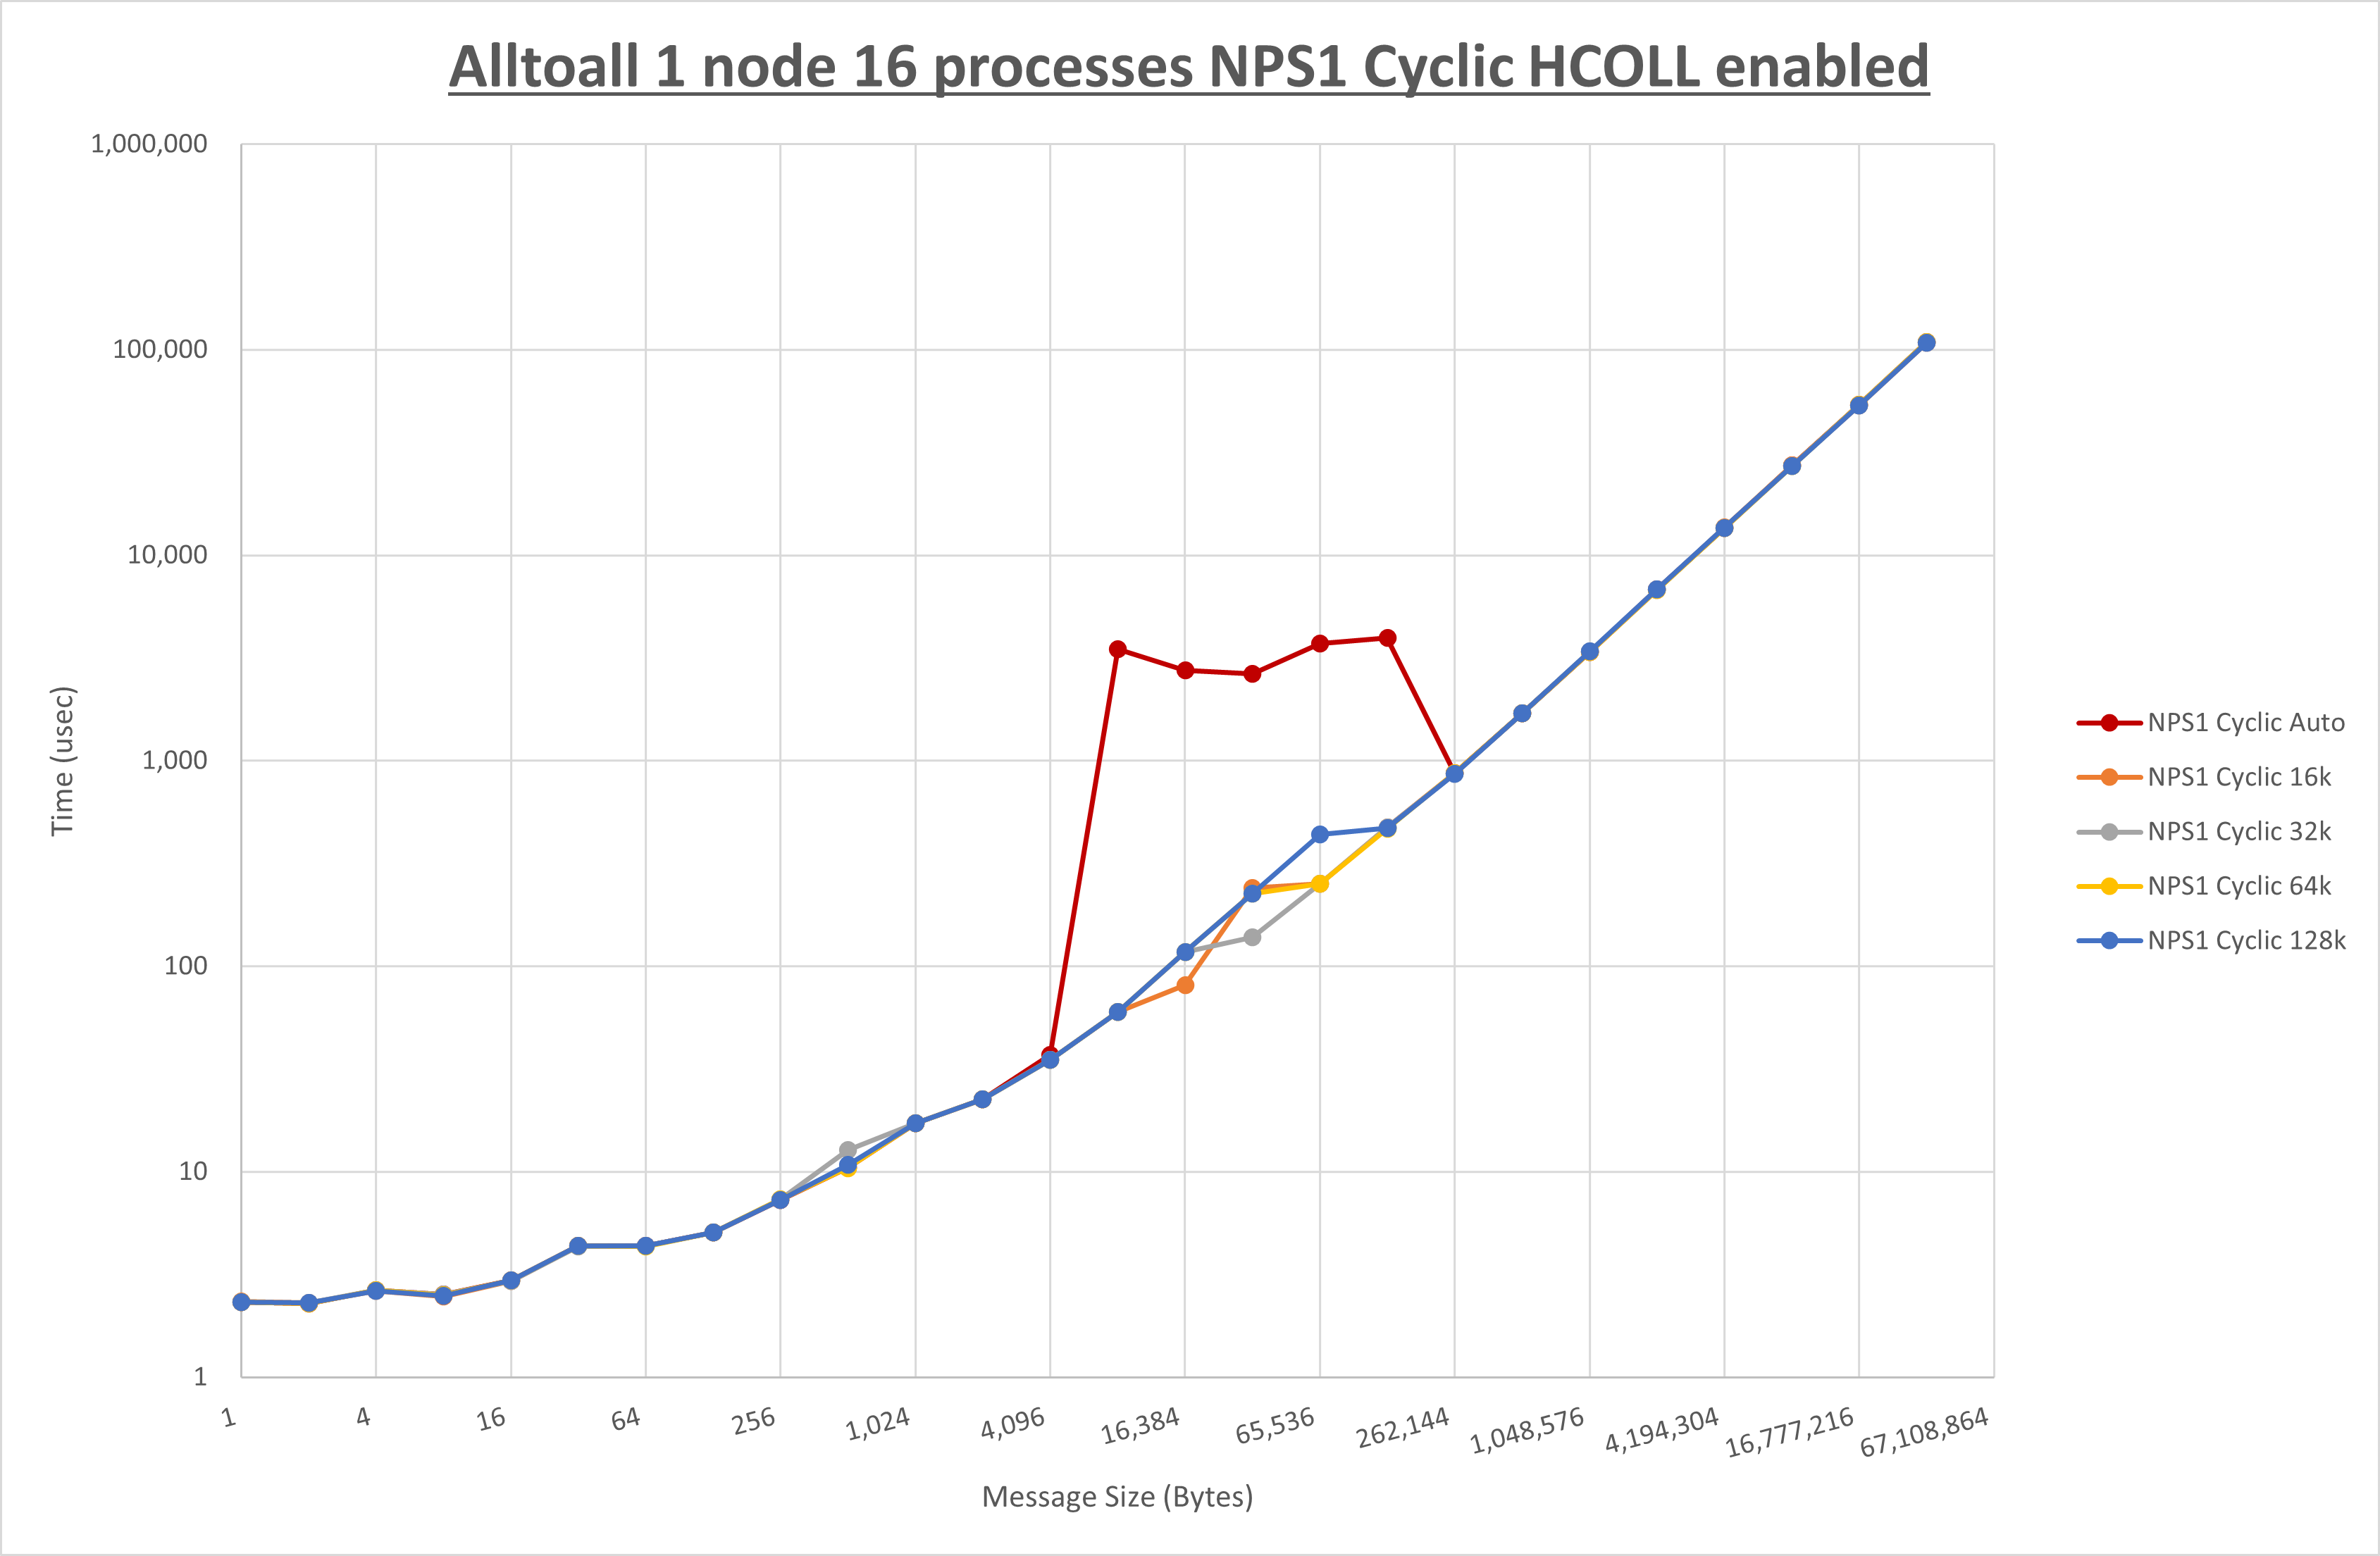 Alltoall 1 node 16 processes NPS1 Cyclic HCOLL enabled
1,000,000
100,000
10,000
1,000
100
10
1
Time (usec)
1
4
16
64
256
1,024
4,096
16,384
65,536
262,144
1,048,576
4,194,304
16,777,216
67,108,864
Message Size (Bytes)
NPS1 Cyclic Auto
NPS1 Cyclic 16k
NPS1 Cyclic 32k
NPS1 Cyclic 64k
NPS1 Cyclic 128k